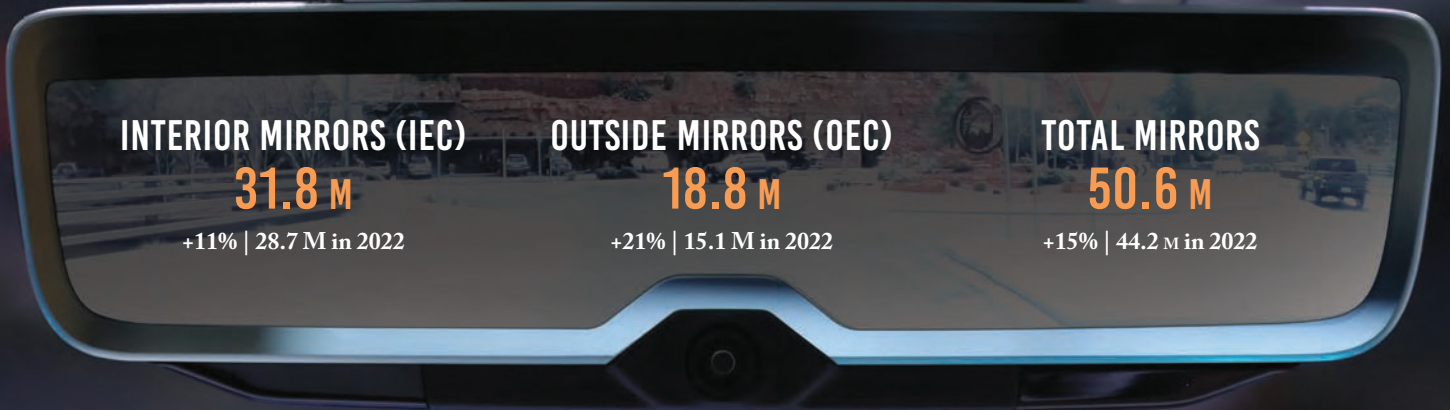 INTERIOR MIRRORS (IEC)
31.8 M
+11% | 28.7 M in 2022
OUTSIDE MIRRORS (OEC)
18.8 M
+21% | 15.1 M in 2022
TOTAL MIRRORS
50.6 M
+15% | 44.2 M in 2022